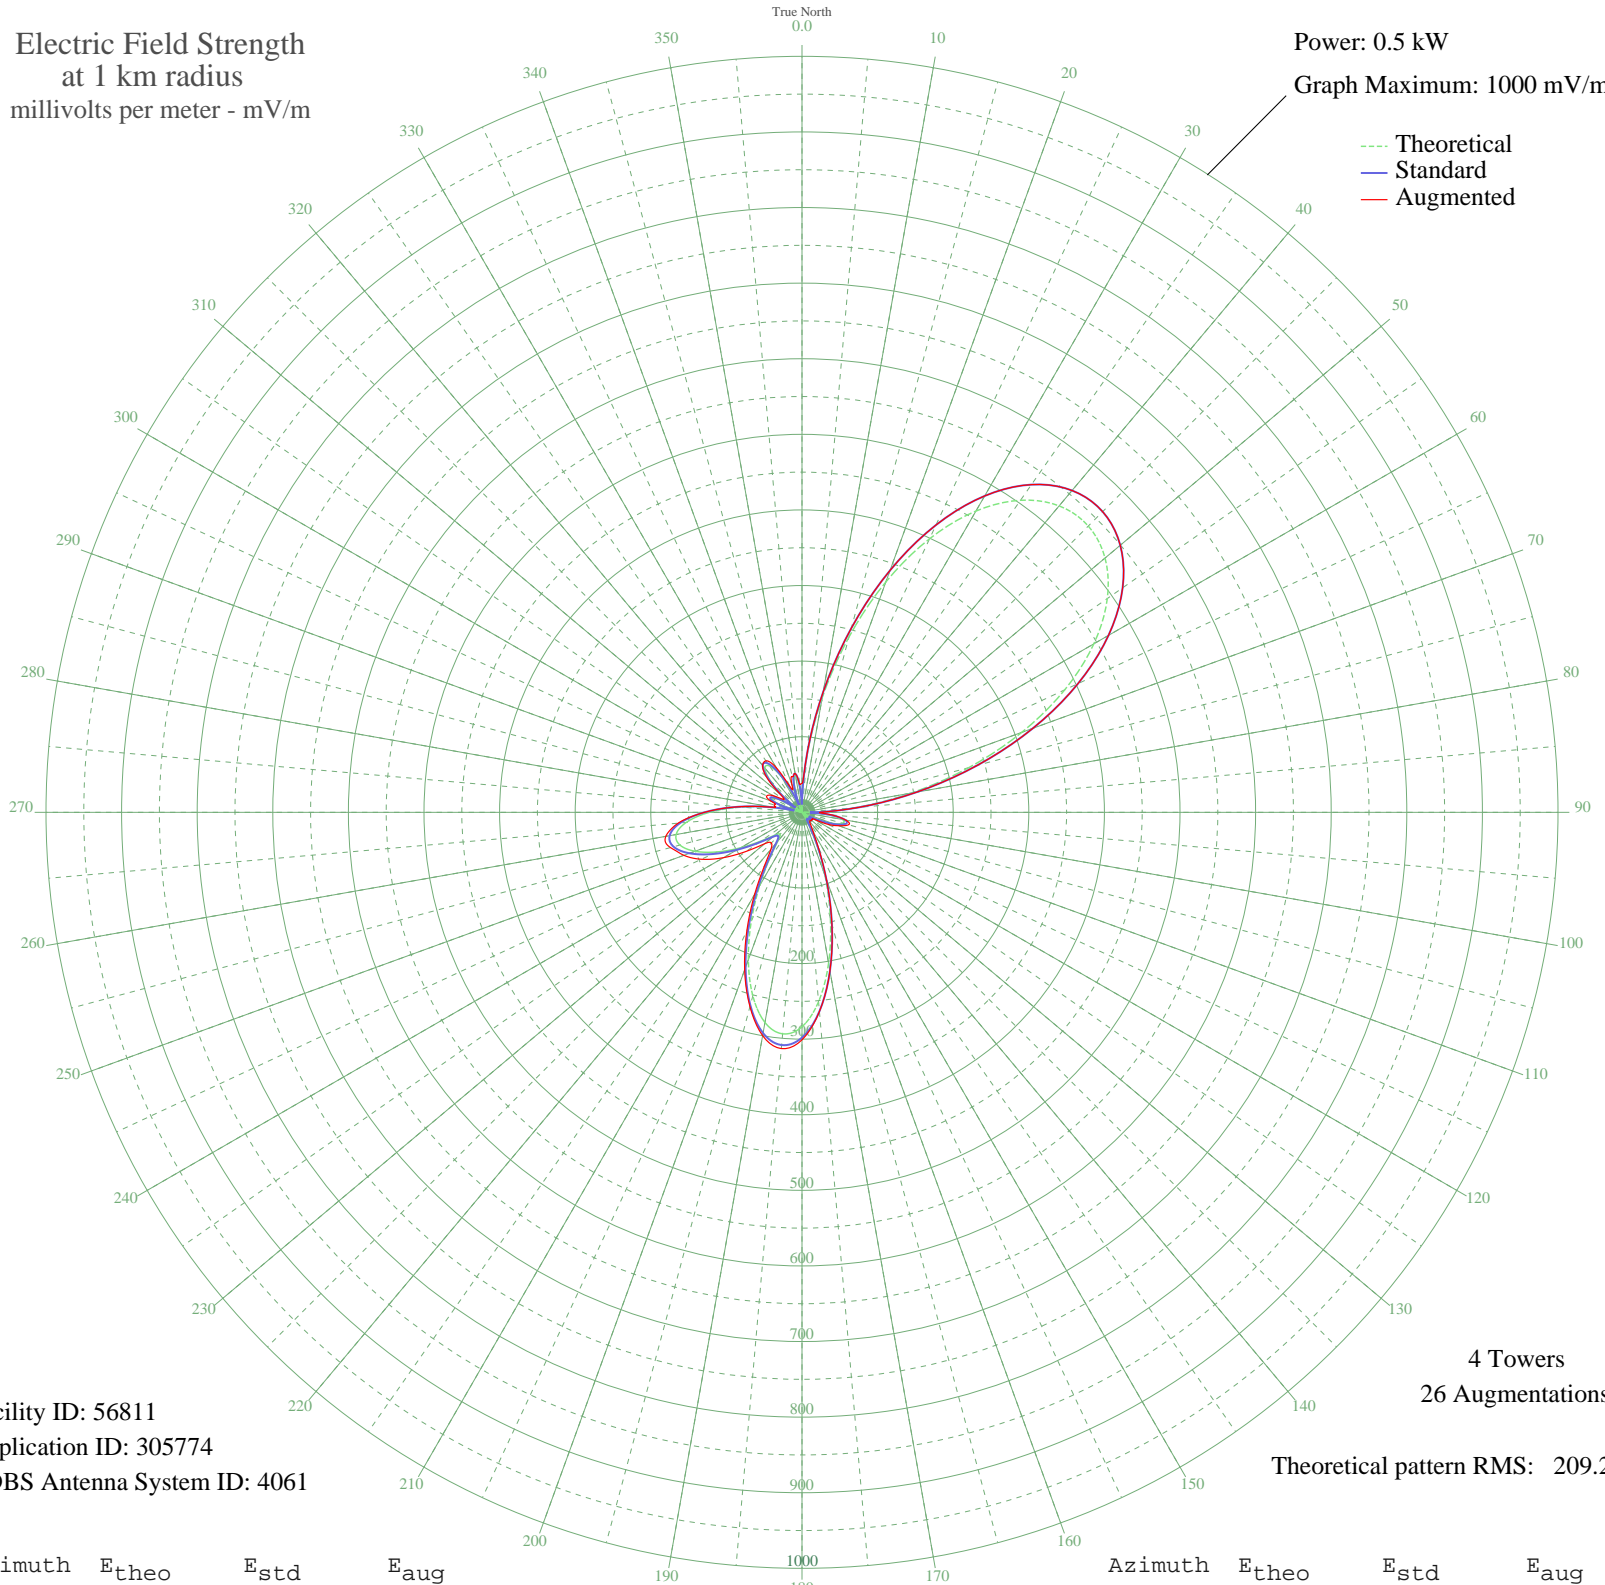 True North
0.0
Electric Field Strength
at 1 km radius
millivolts per meter - mV/m
Power: 0.5 kW
Graph Maximum: 1000 mV/m
Theoretical
Standard
Augmented
10
20
30
40
50
60
70
80
90
100
110
120
130
140
150
160
170
190
200
210
220
230
240
250
260
270
280
290
300
310
320
330
340
350
200
300
400
500
600
700
800
900
1000
4 Towers
26 Augmentations
Theoretical pattern RMS: 209.2
cility ID: 56811
plication ID: 305774
DBS Antenna System ID: 4061
imuth Etheo Estd Eaug
Azimuth Etheo Estd Eaug